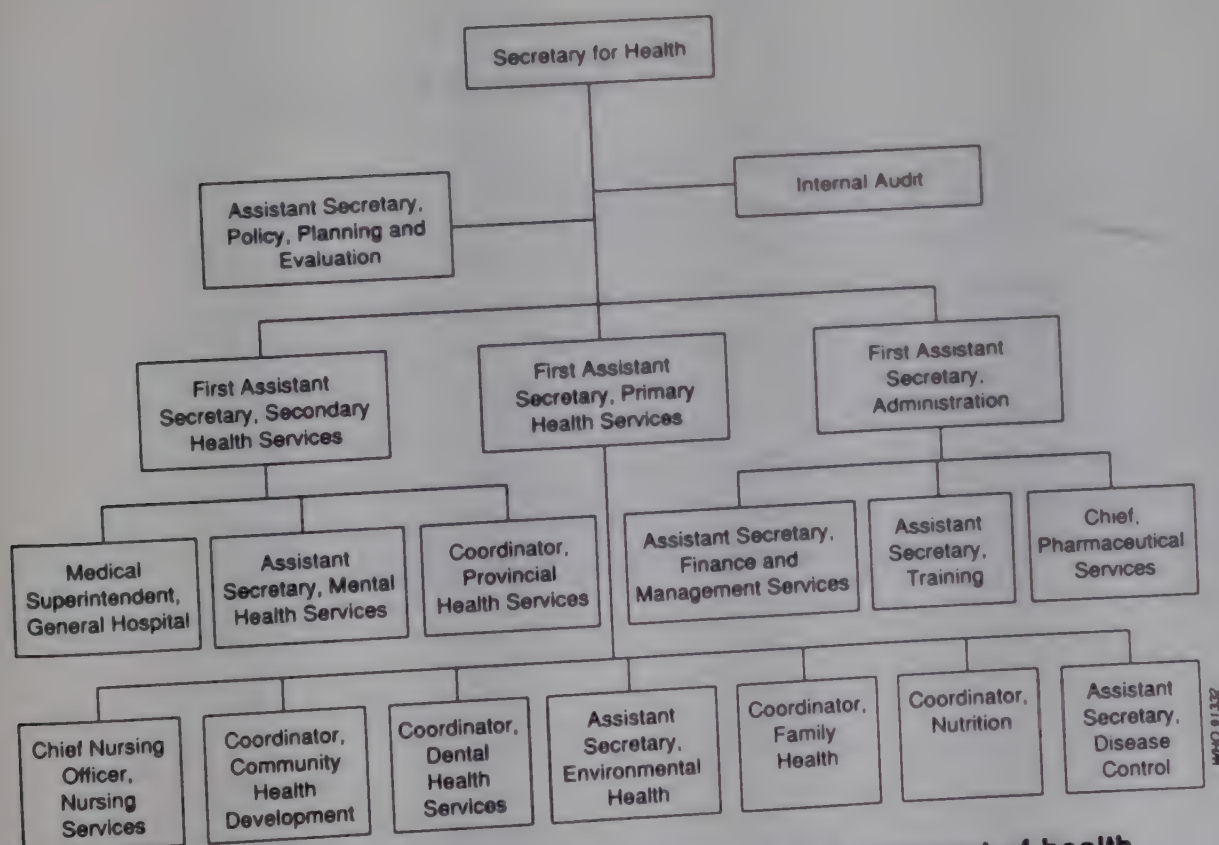 Secretary for Health
Internal Audit
Assistant Secretary,
Policy, Planning and
Evaluation
First Assistant
Secretary, Secondary
Health Services
First Assistant
Secretary, Primary
Health Services
First Assistant
Secretary,
Administration
Medical
Superintendent,
General Hospital
Assistant
Secretary, Mental
Health Services
Coordinator,
Provincial
Health Services
Assistant Secretary,
Finance and
Management Services
Assistant
Secretary,
Training
Chief,
Pharmaceutical
Services
Chief Nursing
Officer,
Nursing
Services
Coordinator,
Community
Health
Development
Coordinator,
Dental
Health
Services
Assistant
Secretary,
Environmental
Health
Coordinator,
Family
Health
Coordinator,
Nutrition
Assistant
Secretary,
Disease
Control
of health